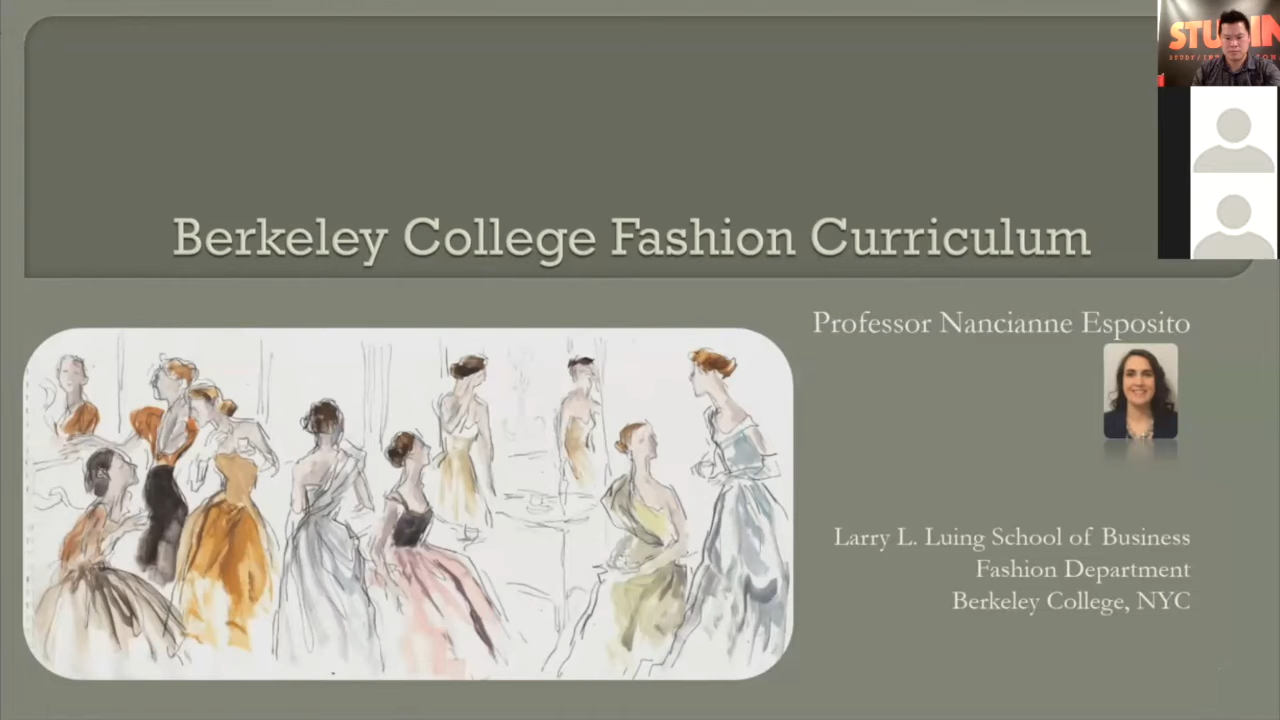 Berkeley College Fashion Curriculum
Professor Nancianne Esposito
Larry L. Luing School of Business
Fashion Department
Berkeley College, NYC